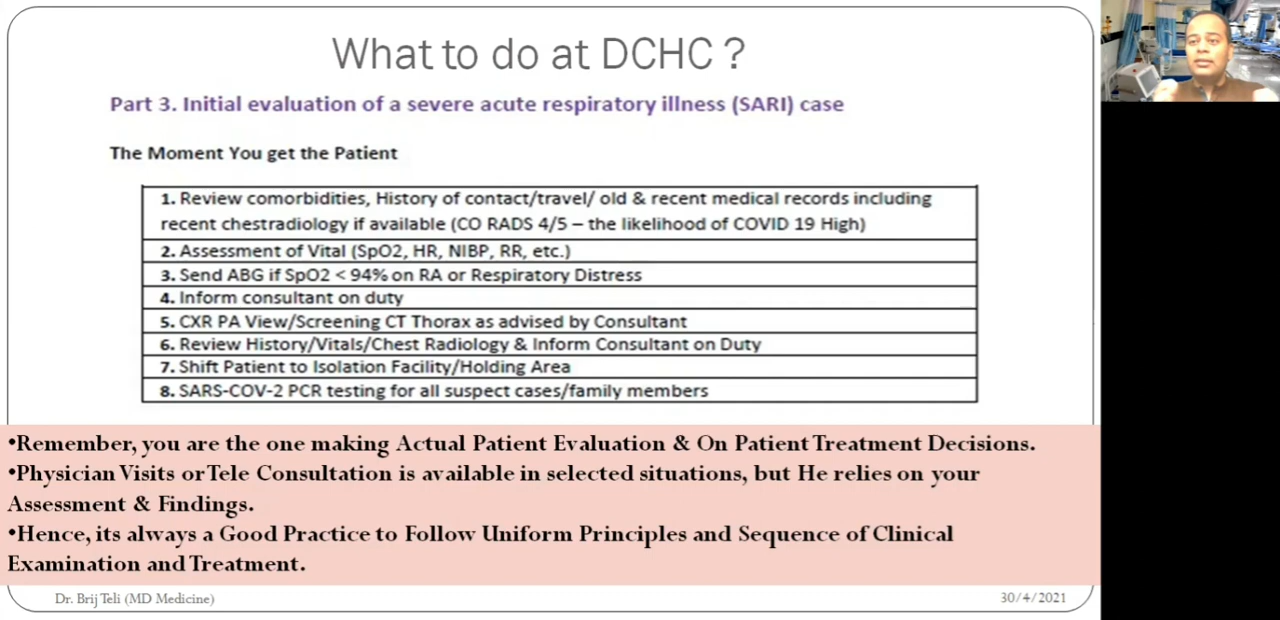 What to do at DCHC ?
Part 3. Initial evaluation of a severe acute respiratory illness (SARI) case
The Moment You get the Patient
1. Review comorbidities, History of contact/travel/ old & recent medical records including
recent chestradiology if available (CO RADS 4/5 – the likelihood of COVID 19 High)
2. Assessment of Vital (SpO2, HR, NIBP, RR, etc.)
3. Send ABG if SpO2 < 94% on RA or Respiratory Distress
4. Inform consultant on duty
5. CXR PA View/Screening CT Thorax as advised by Consultant
6. Review History/Vitals/Chest Radiology & Inform Consultant on Duty
7. Shift Patient to Isolation Facility/Holding Area
8. SARS-COV-2 PCR testing for all suspect cases/family members
•Remember, you are the one making Actual Patient Evaluation & On Patient Treatment Decisions.
•Physician Visits or Tele Consultation is available in selected situations, but He relies on your
Assessment & Findings.
•Hence, its always a Good Practice to Follow Uniform Principles and Sequence of Clinical
Examination and Treatment.
Dr. Brij Teli (MD Medicine)
30/4/2021